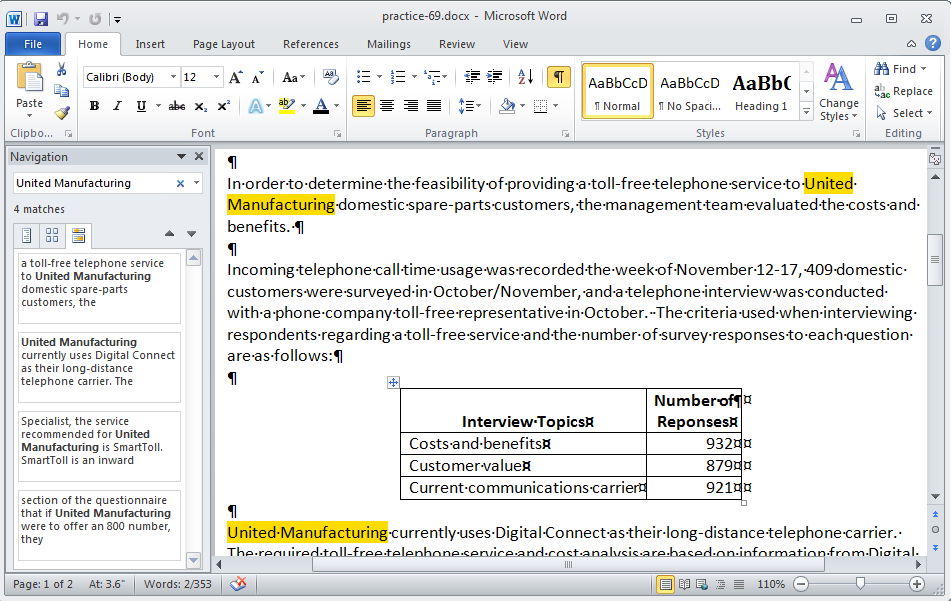 practice-69.docx - Microsoft Word
File Home Insert Page Layout References Mailings Review View
Paste
Calibri (Body) 12
Aa
B I U abc x₂ x²
AaBbCcD AaBbCcD AaBbC
¶ Normal ¶ No Spaci... Heading 1
Change
Styles
Find
Replace
Select
Clipbo... Font Paragraph Styles Editing
Navigation
United Manufacturing
4 matches
a toll-free telephone service
to United Manufacturing
domestic spare-parts
customers, the
United Manufacturing
currently uses Digital Connect
as their long-distance
telephone carrier. The
Specialist, the service
recommended for United
Manufacturing is SmartToll.
SmartToll is an inward
section of the questionnaire
that if United Manufacturing
were to offer an 800 number,
they
¶
In·order·to·determine·the·feasibility·of·providing·a·toll-free·telephone·service·to·United·
Manufacturing·domestic·spare-parts·customers,·the·management·team·evaluated·the·costs·and·
benefits.·¶
¶
Incoming·telephone·call·time·usage·was·recorded·the·week·of·November·12-17,·409·domestic·
customers·were·surveyed·in·October/November,·and·a·telephone·interview·was·conducted·
with·a·phone·company·toll-free·representative·in·October.··The·criteria·used·when·interviewing·
respondents·regarding·a·toll-free·service·and·the·number·of·survey·responses·to·each·question·
are·as·follows:¶
¶
Number·of¶¤
Interview·Topics¤ Reponses¤
Costs·and·benefits¤ 932¤¤
Customer·value¤ 879¤¤
Current·communications·carrier¤ 921¤¤
¶
United·Manufacturing·currently·uses·Digital·Connect·as·their·long-distance·telephone·carrier.·
The·required·toll-free·telephone·service·and·cost·analysis·are·based·on·information·from·Digital·
Page: 1 of 2 At: 3.6" Words: 2/353 110%